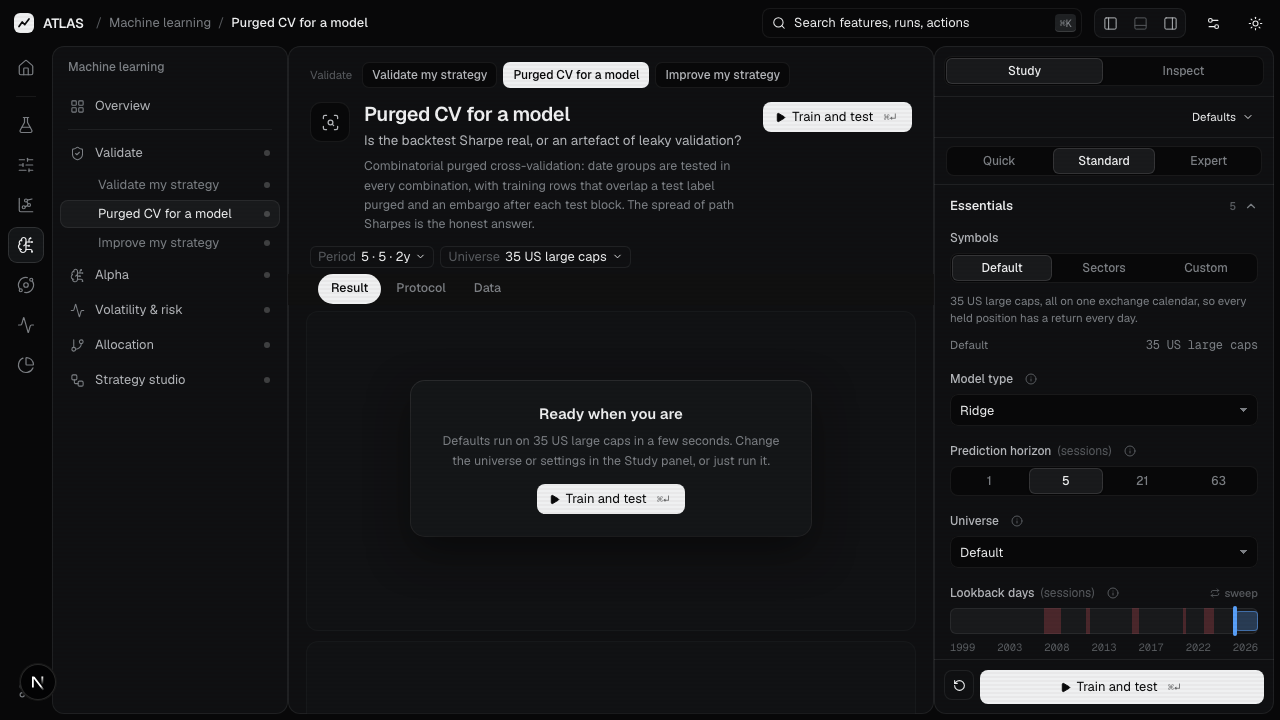 ATLAS / Machine learning / Purged CV for a model
Search features, runs, actions ⌘K
Machine learning
Overview
Validate
Validate my strategy
Purged CV for a model
Improve my strategy
Alpha
Volatility & risk
Allocation
Strategy studio
N
Validate Validate my strategy Purged CV for a model Improve my strategy
Purged CV for a model
Train and test ⌘↵
Is the backtest Sharpe real, or an artefact of leaky validation?
Combinatorial purged cross-validation: date groups are tested in
every combination, with training rows that overlap a test label
purged and an embargo after each test block. The spread of path
Sharpes is the honest answer.
Period 5 · 5 · 2y Universe 35 US large caps
Result Protocol Data
Ready when you are
Defaults run on 35 US large caps in a few seconds. Change
the universe or settings in the Study panel, or just run it.
Train and test ⌘↵
Study Inspect
Defaults
Quick Standard Expert
Essentials 5
Symbols
Default Sectors Custom
35 US large caps, all on one exchange calendar, so every
held position has a return every day.
Default 35 US large caps
Model type
Ridge
Prediction horizon (sessions)
1 5 21 63
Universe
Default
Lookback days (sessions) sweep
1999 2003 2008 2013 2017 2022 2026
Train and test ⌘↵